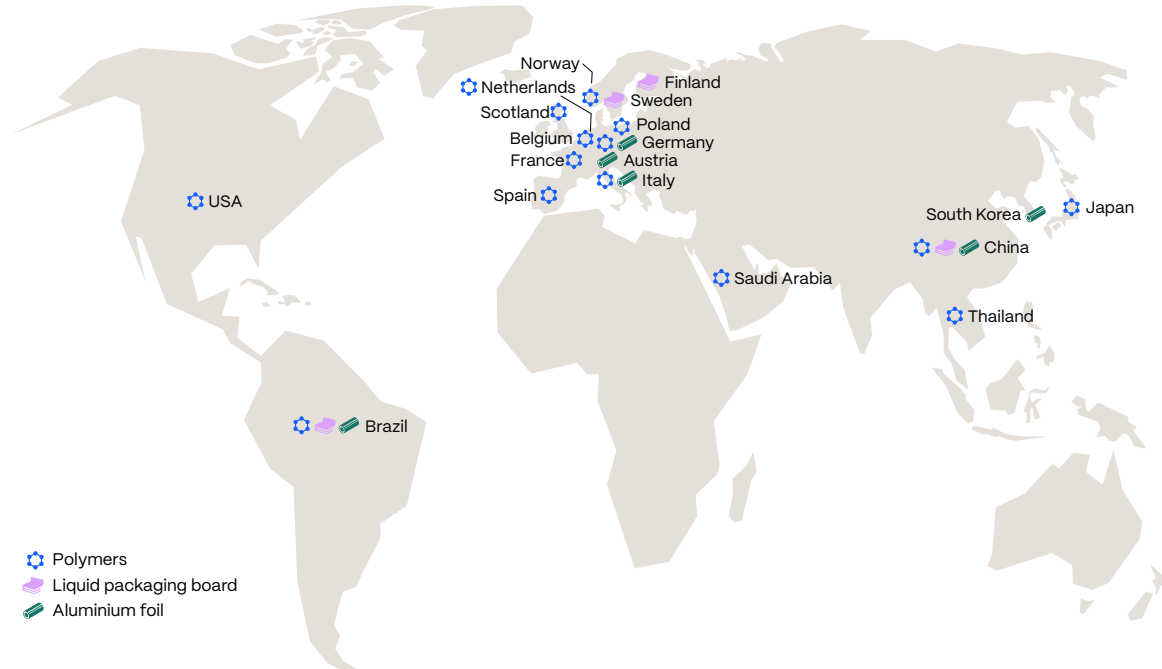 Norway
Finland
Netherlands
Sweden
Scotland
Poland
Belgium
Germany
France
Austria
Italy
Spain
USA
Japan
South Korea
China
Saudi Arabia
Thailand
Brazil
Polymers
Liquid packaging board
Aluminium foil